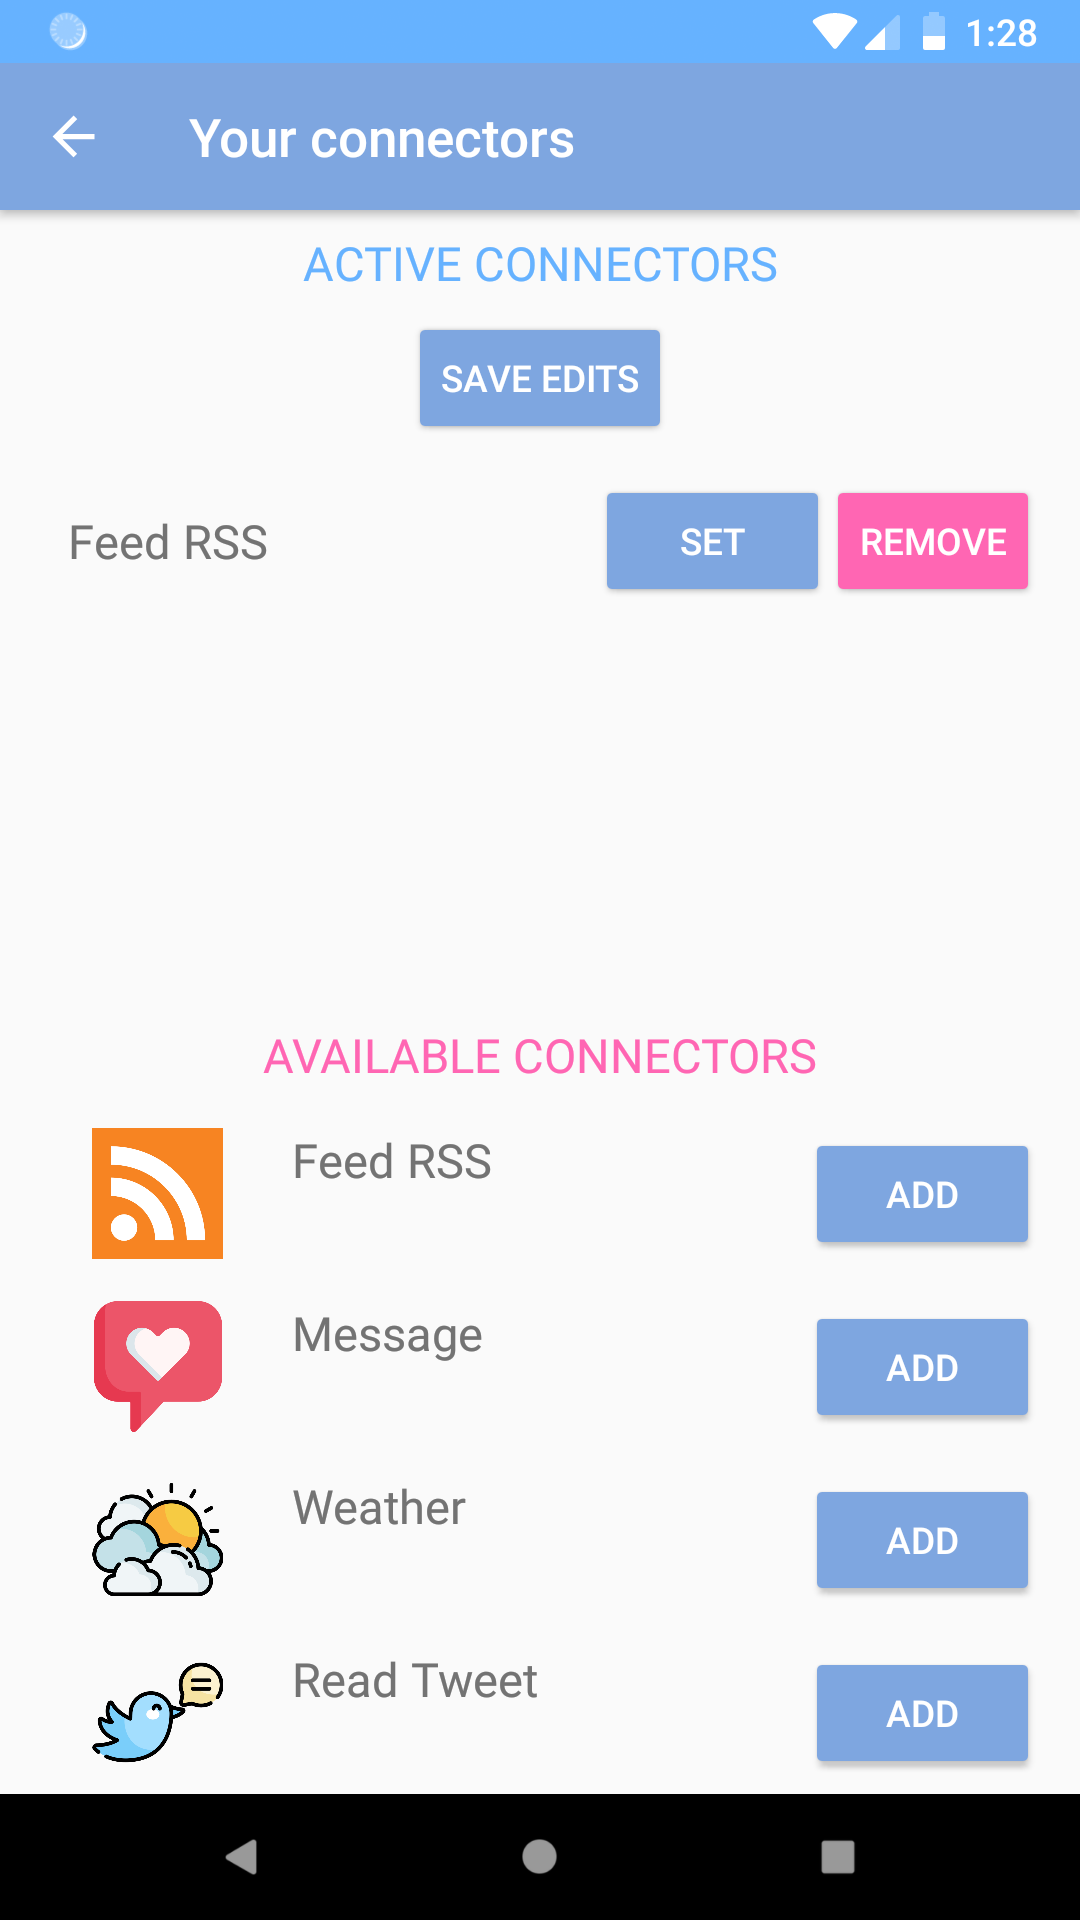 1:28
Your connectors
ACTIVE CONNECTORS
SAVE EDITS
Feed RSS
SET
REMOVE
AVAILABLE CONNECTORS
Feed RSS
ADD
Message
ADD
Weather
ADD
Read Tweet
ADD